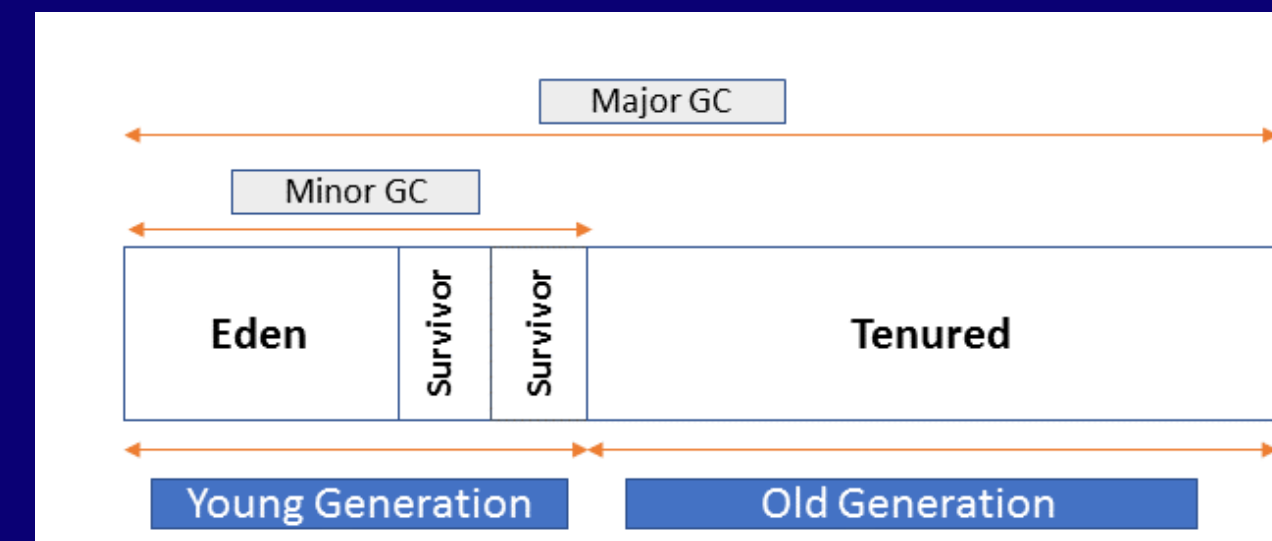 Major GC
Minor GC
Eden
Survivor
Survivor
Tenured
Young Generation
Old Generation